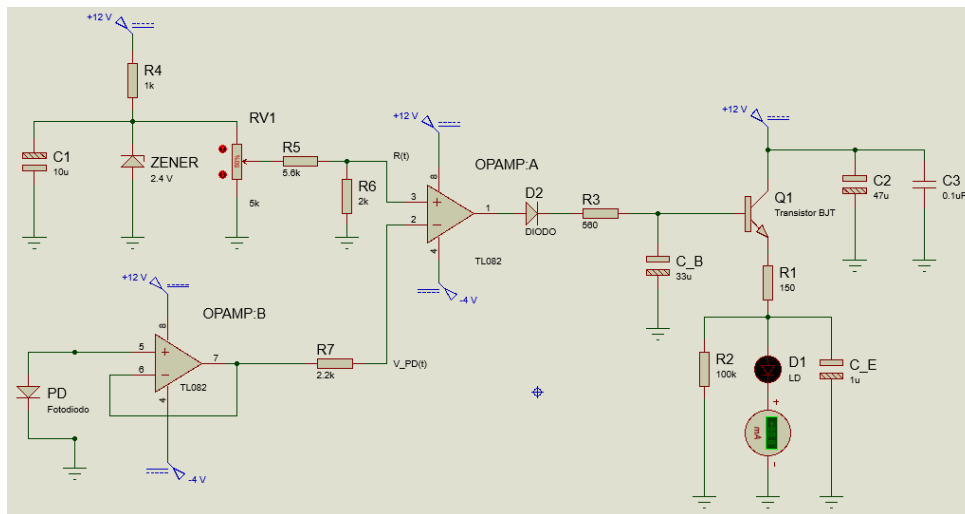 +12 V
R4
1k
RV1
C1
10u
ZENER
2.4 V
50%
5k
R5
5.6k
R(t)
R6
2k
+12 V
8
OPAMP:A
3
2
1
4
TL082
-4 V
D2
DIODO
R3
560
C_B
33u
+12 V
Q1
Transistor BJT
C2
47u
C3
0.1uF
R1
150
R2
100k
D1
LD
C_E
1u
mA
+12 V
8
OPAMP:B
5
6
7
4
TL082
-4 V
PD
Fotodiodo
R7
2.2k
V_PD(t)